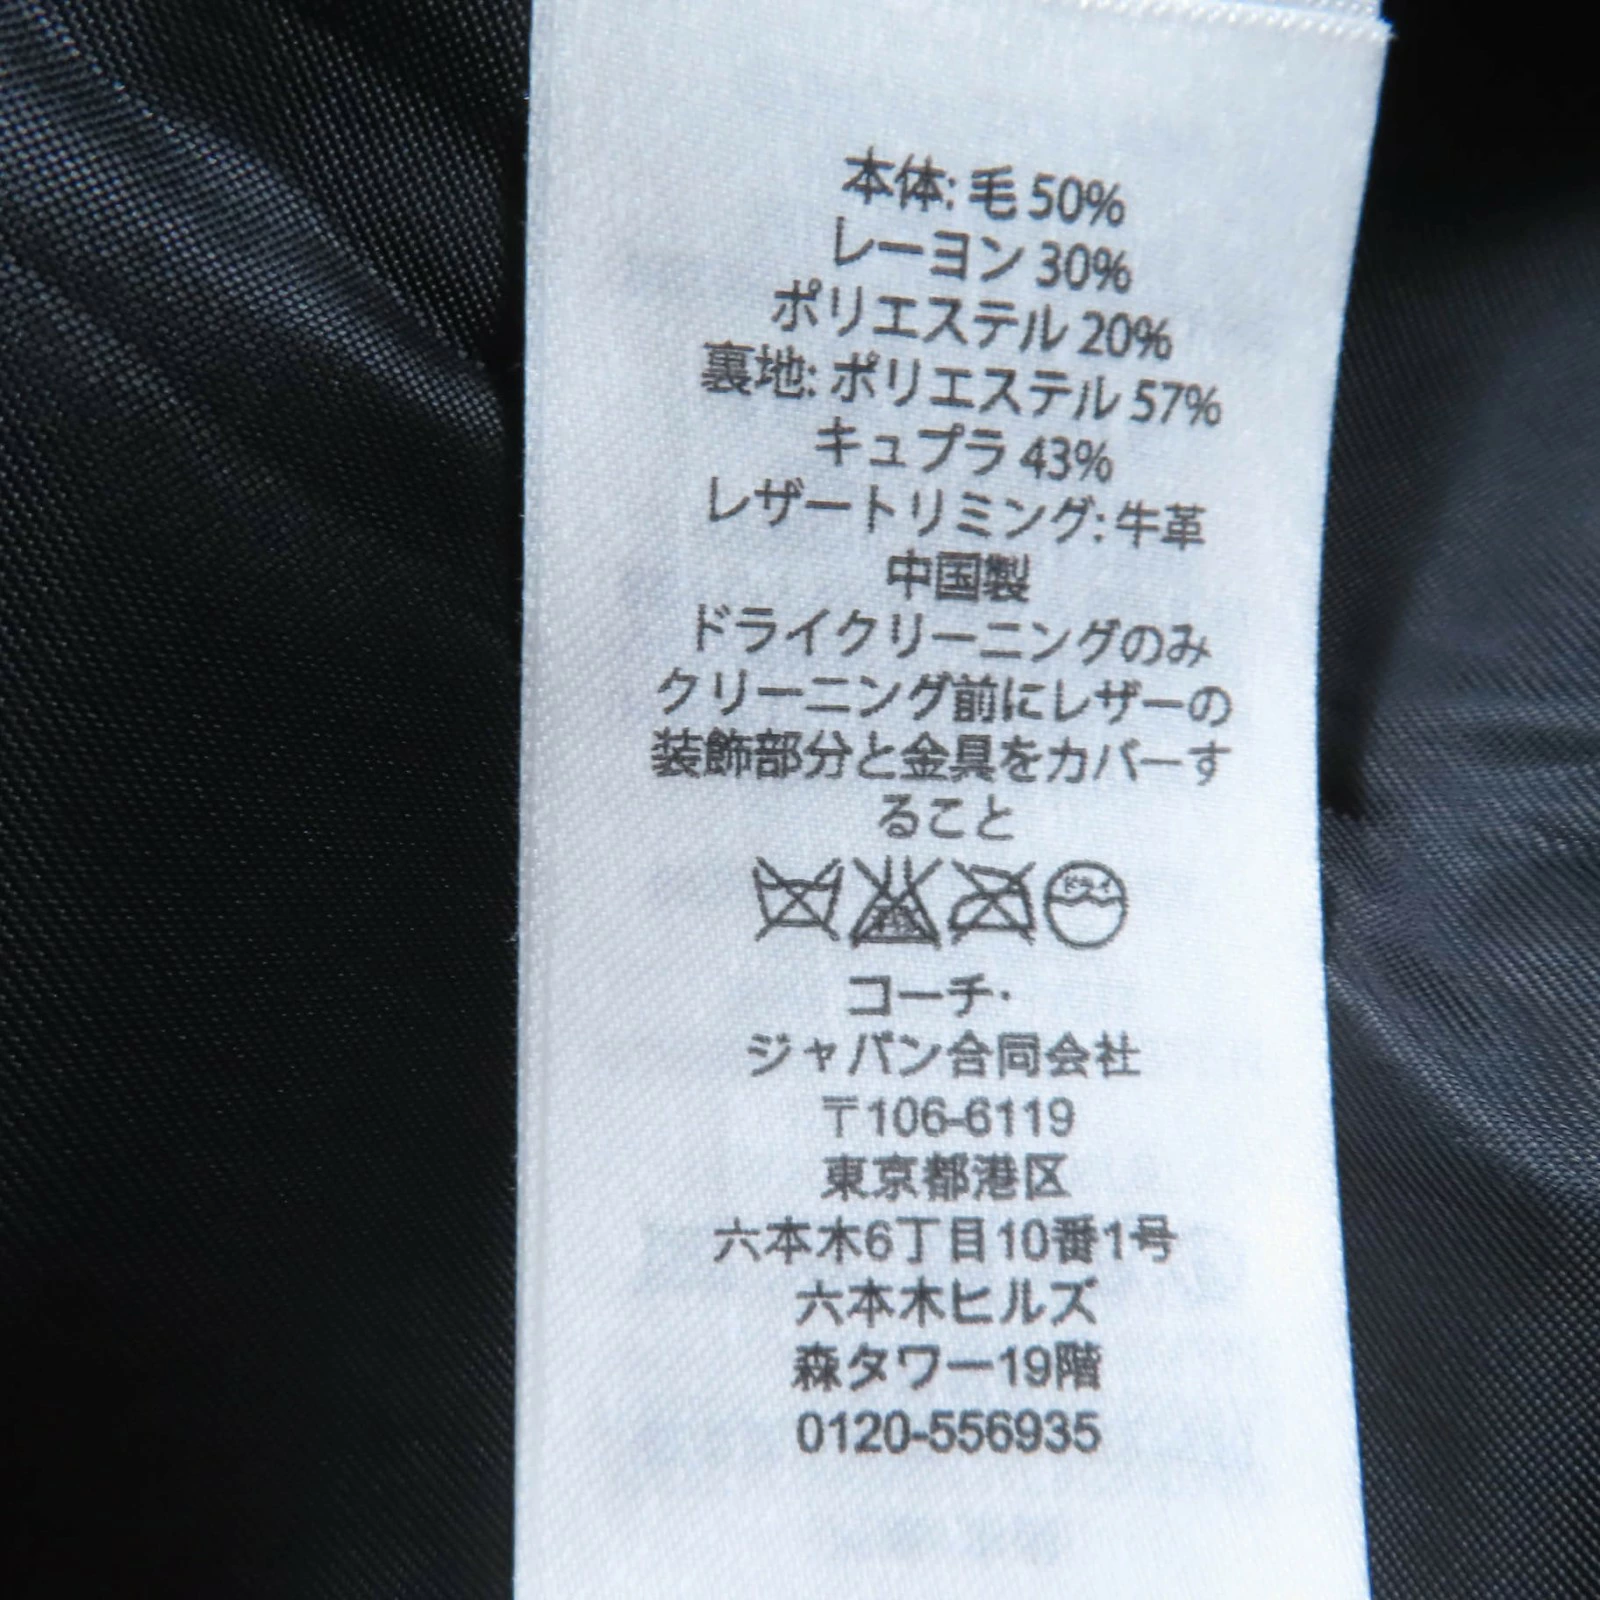 本体: 毛 50%
レーヨン 30%
ポリエステル 20%
裏地: ポリエステル 57%
キュプラ 43%
レザートリミング: 牛革
中国製
ドライクリーニングのみ
クリーニング前にレザーの
装飾部分と金具をカバーす
ること
ドライ
コーチ・
ジャパン合同会社
〒106-6119
東京都港区
六本木6丁目10番1号
六本木ヒルズ
森タワー19階
0120-556935